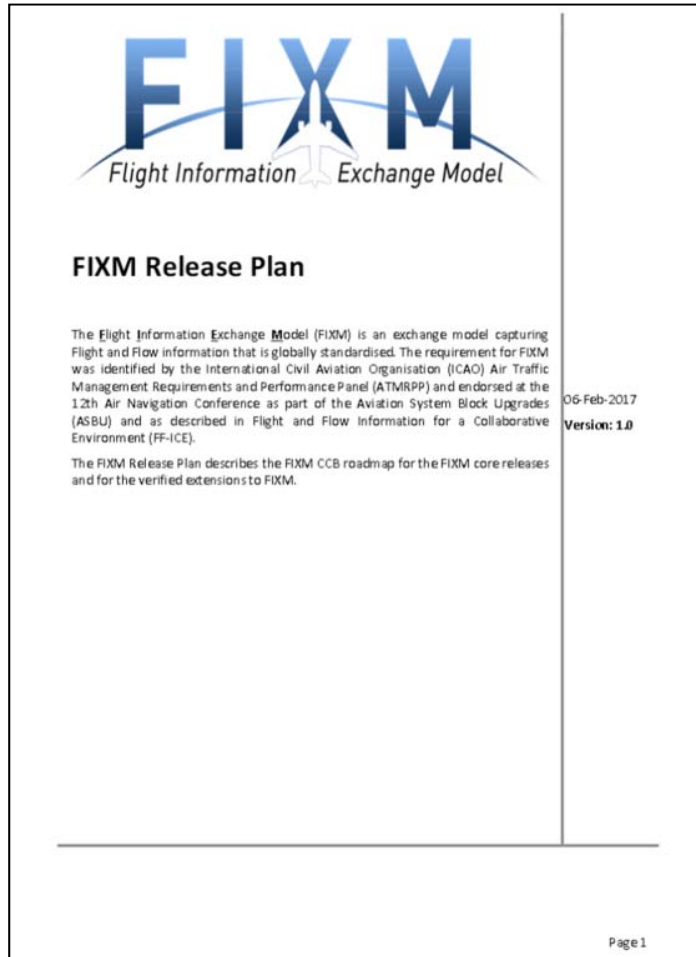 FIXM
Flight Information Exchange Model
FIXM Release Plan
The Flight Information Exchange Model (FIXM) is an exchange model capturing
Flight and Flow information that is globally standardised. The requirement for FIXM
was identified by the International Civil Aviation Organisation (ICAO) Air Traffic
Management Requirements and Performance Panel (ATMRPP) and endorsed at the
12th Air Navigation Conference as part of the Aviation System Block Upgrades
(ASBU) and as described in Flight and Flow Information for a Collaborative
Environment (FF-ICE).
The FIXM Release Plan describes the FIXM CCB roadmap for the FIXM core releases
and for the verified extensions to FIXM.
06-Feb-2017
Version: 1.0
Page 1